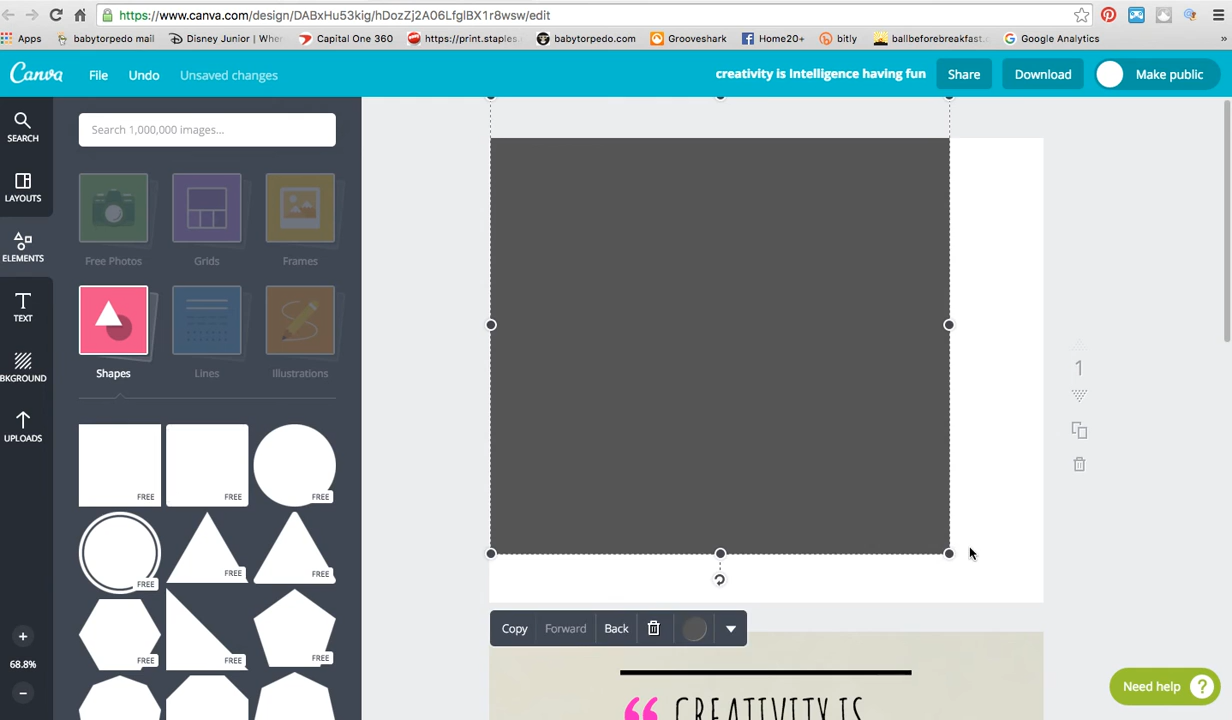 https://www.canva.com/design/DABxHu53kig/hDozZj2A06LfglBX1r8wsw/edit
Apps babytorpedo mail Disney Junior | Wher Capital One 360 https://print.staples. babytorpedo.com Grooveshark Home20+ bitly ballbeforebreakfast. Google Analytics »
Canva File Undo Unsaved changes creativity is Intelligence having fun Share Download Make public
Search 1,000,000 images...
SEARCH
LAYOUTS
ELEMENTS
TEXT
BKGROUND
UPLOADS
68.8%
Free Photos Grids Frames
Shapes Lines Illustrations
FREE FREE FREE
FREE FREE FREE
FREE FREE FREE
1
Copy Forward Back
“ CREATIVITY IS
Need help ?